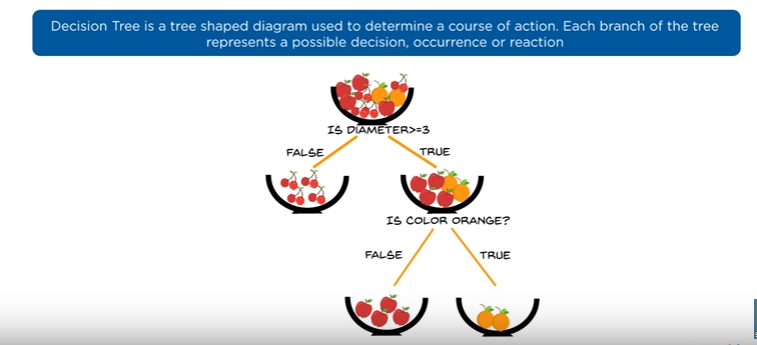 Decision Tree is a tree shaped diagram used to determine a course of action. Each branch of the tree
represents a possible decision, occurrence or reaction
IS DIAMETER>=3
FALSE
TRUE
IS COLOR ORANGE?
FALSE
TRUE